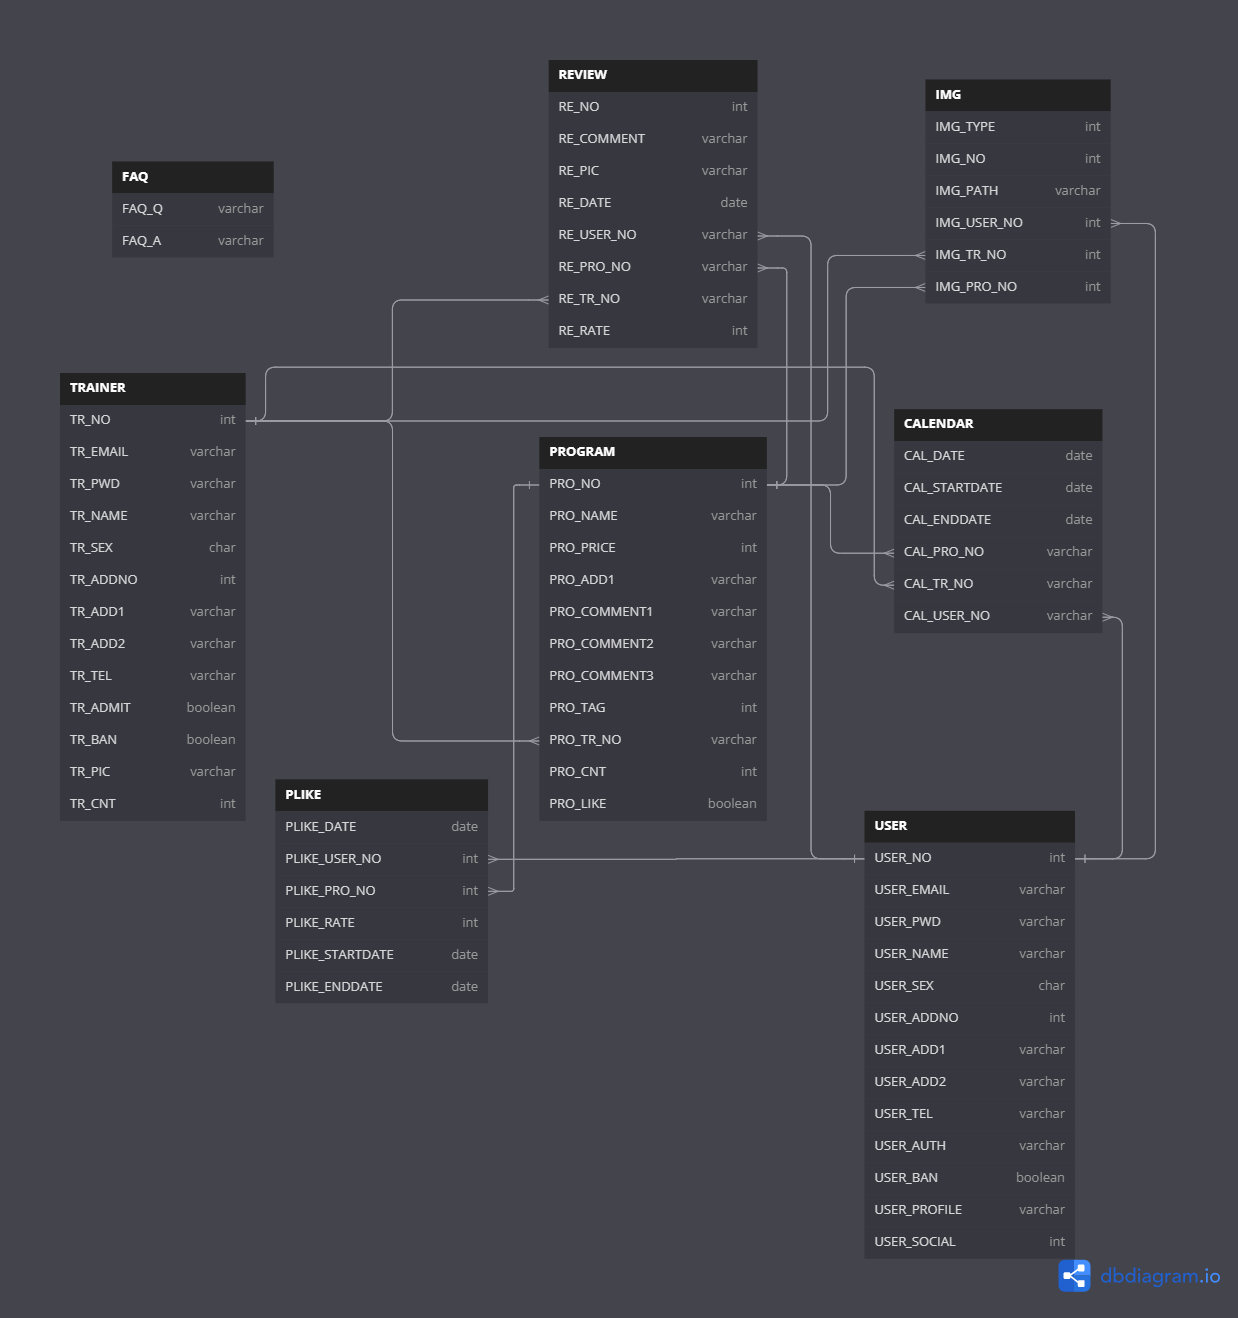 REVIEW
RE_NO int
RE_COMMENT varchar
RE_PIC varchar
RE_DATE date
RE_USER_NO varchar
RE_PRO_NO varchar
RE_TR_NO varchar
RE_RATE int
IMG
IMG_TYPE int
IMG_NO int
IMG_PATH varchar
IMG_USER_NO int
IMG_TR_NO int
IMG_PRO_NO int
FAQ
FAQ_Q varchar
FAQ_A varchar
TRAINER
TR_NO int
TR_EMAIL varchar
TR_PWD varchar
TR_NAME varchar
TR_SEX char
TR_ADDNO int
TR_ADD1 varchar
TR_ADD2 varchar
TR_TEL varchar
TR_ADMIT boolean
TR_BAN boolean
TR_PIC varchar
TR_CNT int
PROGRAM
PRO_NO int
PRO_NAME varchar
PRO_PRICE int
PRO_ADD1 varchar
PRO_COMMENT1 varchar
PRO_COMMENT2 varchar
PRO_COMMENT3 varchar
PRO_TAG int
PRO_TR_NO varchar
PRO_CNT int
PRO_LIKE boolean
CALENDAR
CAL_DATE date
CAL_STARTDATE date
CAL_ENDDATE date
CAL_PRO_NO varchar
CAL_TR_NO varchar
CAL_USER_NO varchar
PLIKE
PLIKE_DATE date
PLIKE_USER_NO int
PLIKE_PRO_NO int
PLIKE_RATE int
PLIKE_STARTDATE date
PLIKE_ENDDATE date
USER
USER_NO int
USER_EMAIL varchar
USER_PWD varchar
USER_NAME varchar
USER_SEX char
USER_ADDNO int
USER_ADD1 varchar
USER_ADD2 varchar
USER_TEL varchar
USER_AUTH varchar
USER_BAN boolean
USER_PROFILE varchar
USER_SOCIAL int
dbdiagram.io